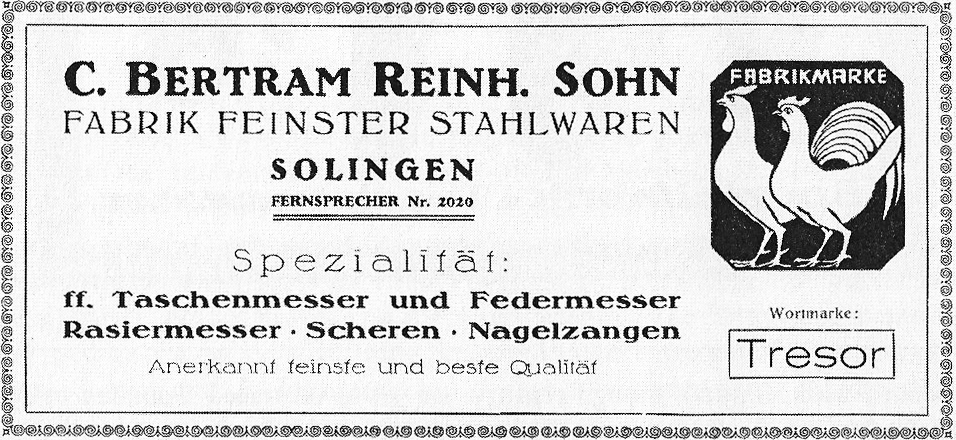 C. BERTRAM REINH. SOHN
FABRIK FEINSTER STAHLWAREN
SOLINGEN
FERNSPRECHER Nr. 2020
Spezialität:
ff. Taschenmesser und Federmesser
Rasiermesser · Scheren · Nagelzangen
Anerkannt feinste und beste Qualität
FABRIKMARKE
Wortmarke:
Tresor